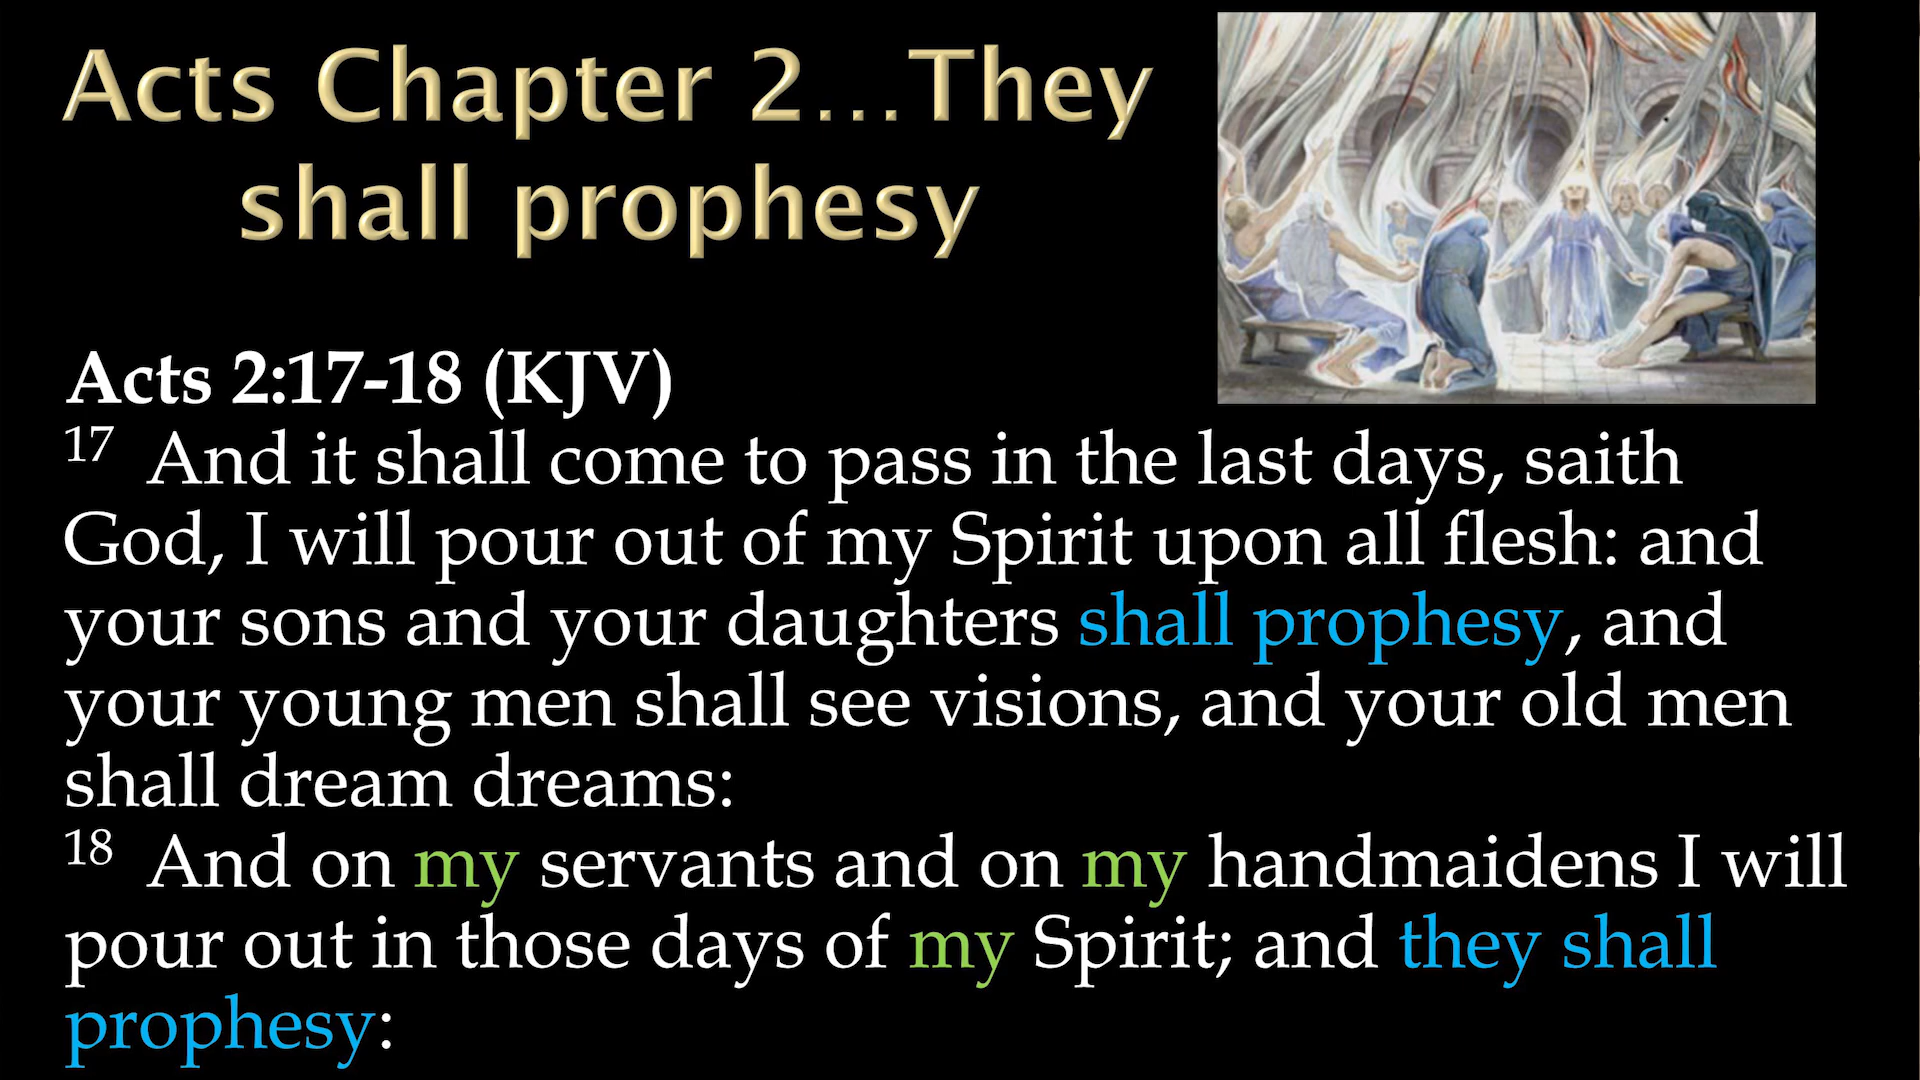 Acts Chapter 2...They
shall prophesy
Acts 2:17-18 (KJV)
17 And it shall come to pass in the last days, saith
God, I will pour out of my Spirit upon all flesh: and
your sons and your daughters shall prophesy, and
your young men shall see visions, and your old men
shall dream dreams:
18 And on my servants and on my handmaidens I will
pour out in those days of my Spirit; and they shall
prophesy: